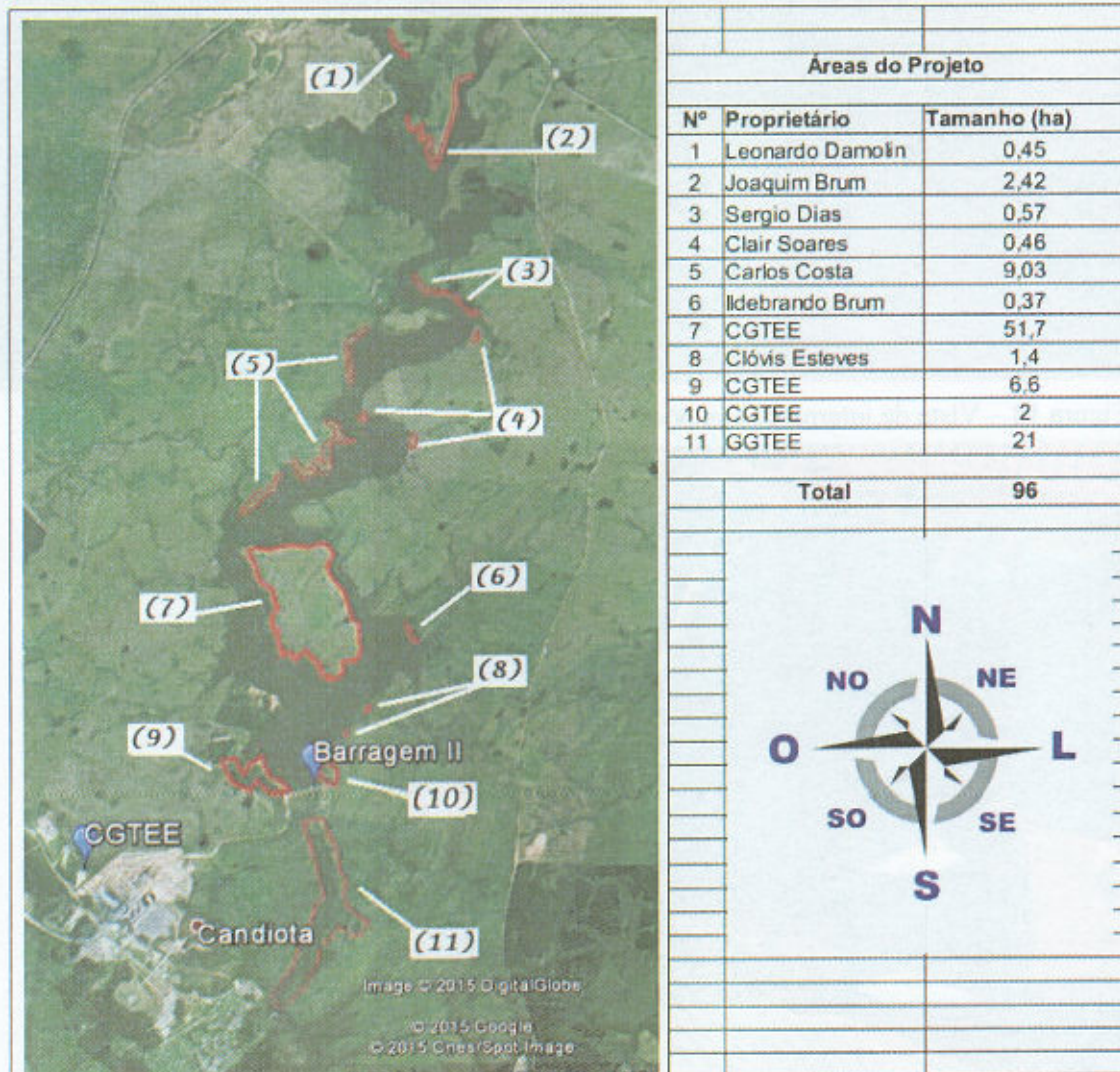 (1)
(2)
(3)
(5)
(4)
(7)
(6)
(8)
(9)
Barragem II
(10)
CGTEE
Candiota
(11)
Image © 2015 DigitalGlobe
© 2015 Google
© 2015 Cnes/Spot Image
Áreas do Projeto
Nº Proprietário Tamanho (ha)
1 Leonardo Damolin 0,45
2 Joaquim Brum 2,42
3 Sergio Dias 0,57
4 Clair Soares 0,46
5 Carlos Costa 9,03
6 Ildebrando Brum 0,37
7 CGTEE 51,7
8 Clóvis Esteves 1,4
9 CGTEE 6,6
10 CGTEE 2
11 GGTEE 21
Total 96
N
NO NE
O L
SO SE
S